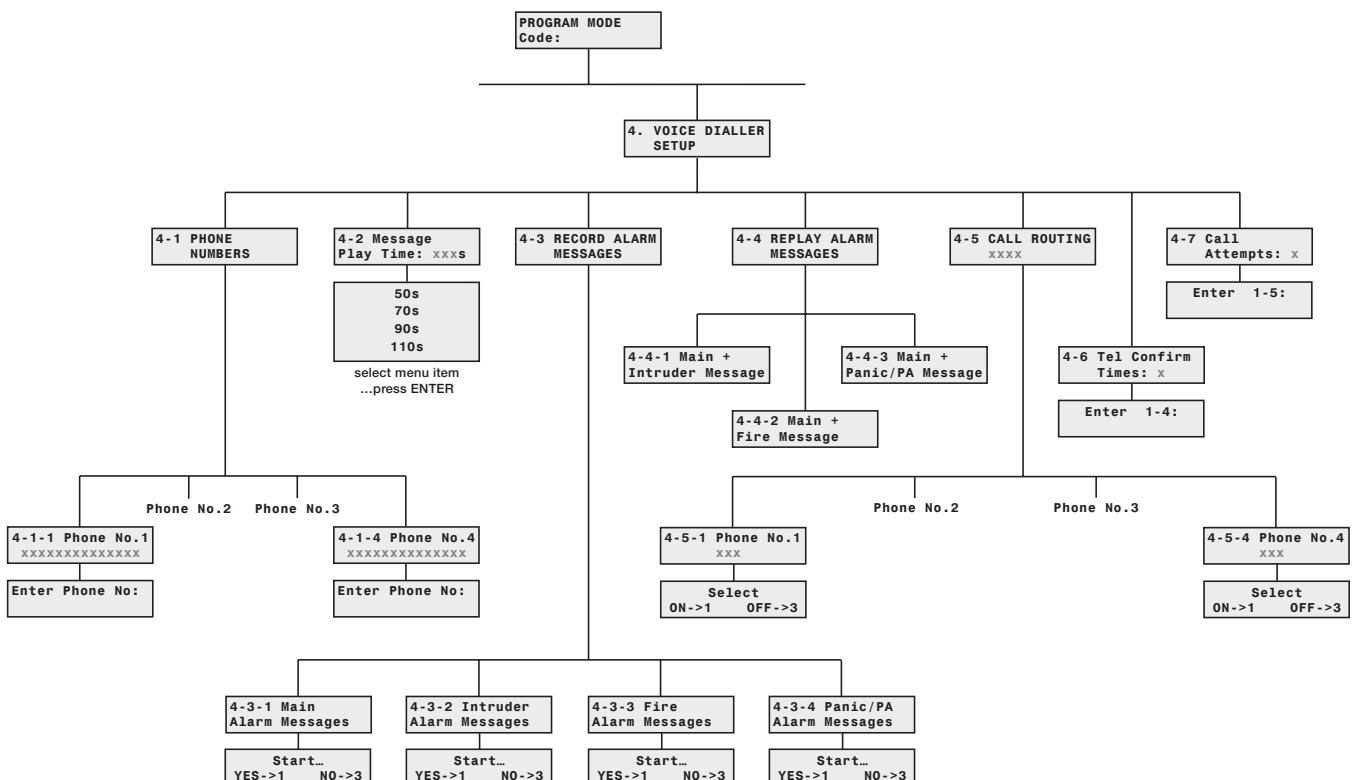 PROGRAM MODE
Code:
4. VOICE DIALLER
SETUP
4-1 PHONE
NUMBERS
4-2 Message
Play Time: xxxs
50s
70s
90s
110s
select menu item
...press ENTER
4-3 RECORD ALARM
MESSAGES
4-4 REPLAY ALARM
MESSAGES
4-5 CALL ROUTING
xxxx
4-7 Call
Attempts: x
Enter 1-5:
4-4-1 Main +
Intruder Message
4-4-3 Main +
Panic/PA Message
4-4-2 Main +
Fire Message
4-6 Tel Confirm
Times: x
Enter 1-4:
4-1-1 Phone No.1
xxxxxxxxxxxxxx
Enter Phone No:
Phone No.2
Phone No.3
4-1-4 Phone No.4
xxxxxxxxxxxxxx
Enter Phone No:
4-5-1 Phone No.1
xxx
Select
ON->1 OFF->3
Phone No.2
Phone No.3
4-5-4 Phone No.4
xxx
Select
ON->1 OFF->3
4-3-1 Main
Alarm Messages
Start…
YES->1 NO->3
4-3-2 Intruder
Alarm Messages
Start…
YES->1 NO->3
4-3-3 Fire
Alarm Messages
Start…
YES->1 NO->3
4-3-4 Panic/PA
Alarm Messages
Start…
YES->1 NO->3